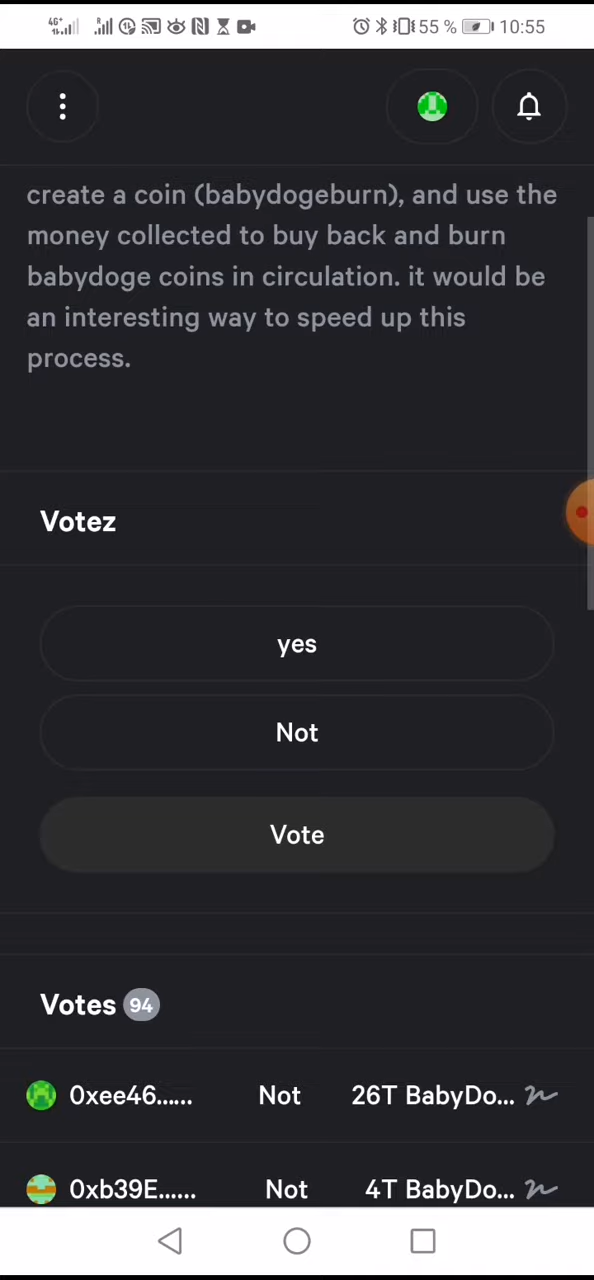 4G+ R 55 % 10:55
create a coin (babydogeburn), and use the
money collected to buy back and burn
babydoge coins in circulation. it would be
an interesting way to speed up this
process.
Votez
yes
Not
Vote
Votes 94
0xee46...... Not 26T BabyDo...
0xb39E...... Not 4T BabyDo...